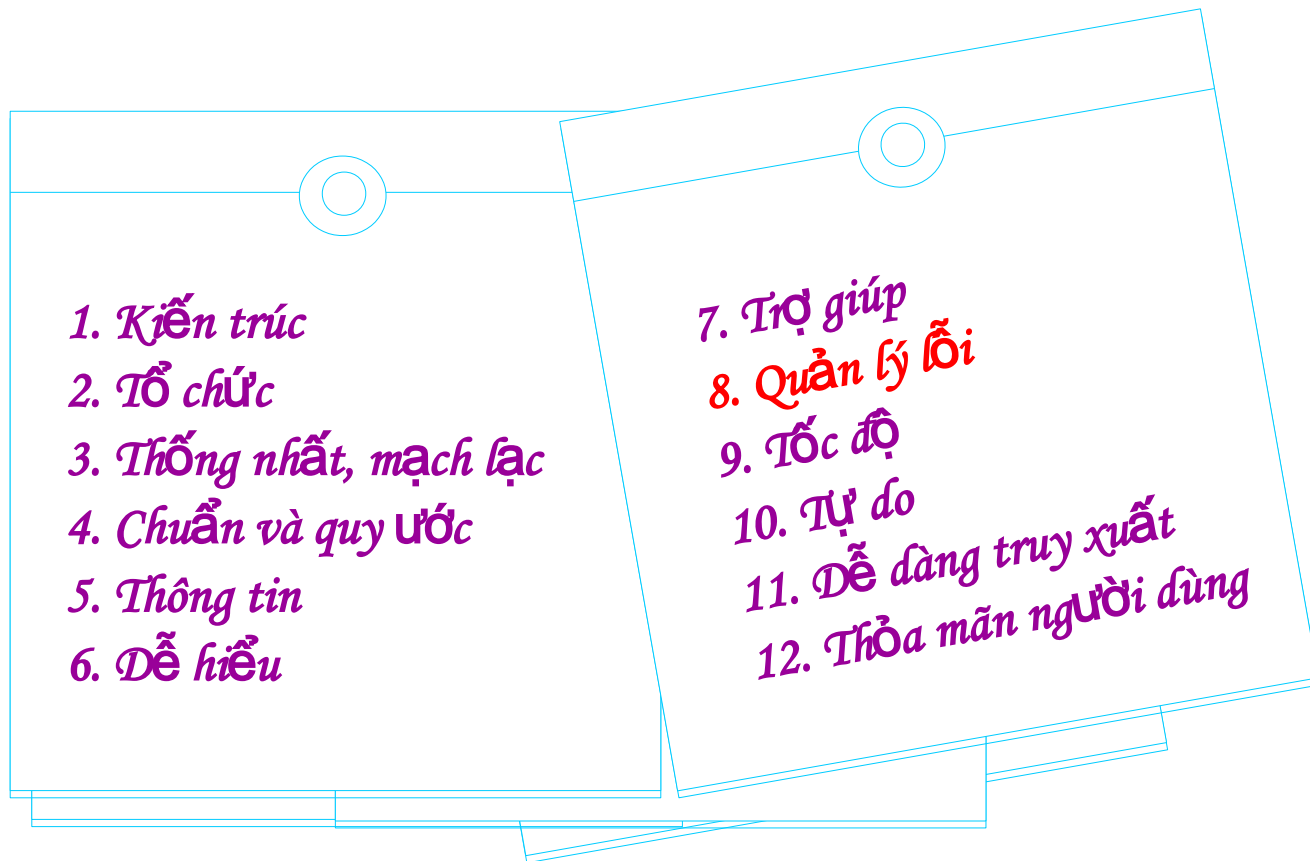 1. Kiến trúc
2. Tổ chức
3. Thống nhất, mạch lạc
4. Chuẩn và quy ước
5. Thông tin
6. Dễ hiểu
7. Trợ giúp
8. Quản lý lỗi
9. Tốc độ
10. Tự do
11. Dễ dàng truy xuất
12. Thỏa mãn người dùng